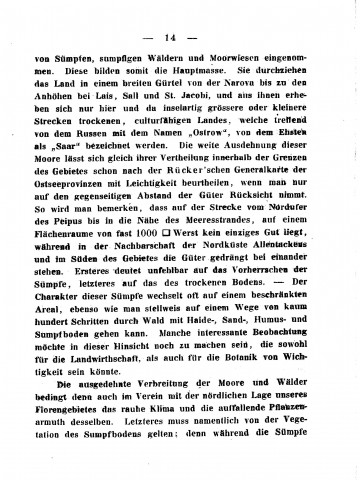 — 14 —
von Sümpfen, sumpfigen Wäldern und Moorwiesen eingenom-
men. Diese bilden somit die Hauptmasse. Sie durchziehen
das Land in einem breiten Gürtel von der Narova bis zu den
Anhöhen bei Lais, Sall und St. Jacobi, und aus ihnen erhe-
ben sich nur hier und da inselartig grössere oder kleinere
Strecken trockenen, culturfähigen Landes, welche treffend
von dem Russen mit dem Namen „Ostrow“, von dem Ehsten
als „Saar“ bezeichnet werden. Die weite Ausdehnung dieser
Moore lässt sich gleich ihrer Vertheilung innerhalb der Grenzen
des Gebietes schon nach der Rücker'schen Generalkarte der
Ostseeprovinzen mit Leichtigkeit beurtheilen, wenn man nur
auf den gegenseitigen Abstand der Güter Rücksicht nimmt.
So wird man bemerken, dass auf der Strecke vom Nordufer
des Peipus bis in die Nähe des Meeresstrandes, auf einem
Flächenraume von fast 1000 □ Werst kein einziges Gut liegt,
während in der Nachbarschaft der Nordküste Allentackens
und im Süden des Gebietes die Güter gedrängt bei einander
stehen. Ersteres deutet unfehlbar auf das Vorherrschen der
Sümpfe, letzteres auf das des trockenen Bodens. — Der
Charakter dieser Sümpfe wechselt oft auf einem beschränkten
Areal, ebenso wie man stellweis auf einem Wege von kaum
hundert Schritten durch Wald mit Haide-, Sand-, Humus- und
Sumpfboden gehen kann. Manche interessante Beobachtung
möchte in dieser Hinsicht noch zu machen sein, die sowohl
für die Landwirthschaft, als auch für die Botanik von Wich-
tigkeit sein könnte.
Die ausgedehnte Verbreitung der Moore und Wälder
bedingt denn auch im Verein mit der nördlichen Lage unseres
Florengebietes das rauhe Klima und die auffallende Pflanzen-
armuth desselben. Letzteres muss namentlich von der Vege-
tation des Sumpfbodens gelten; denn während die Sümpfe